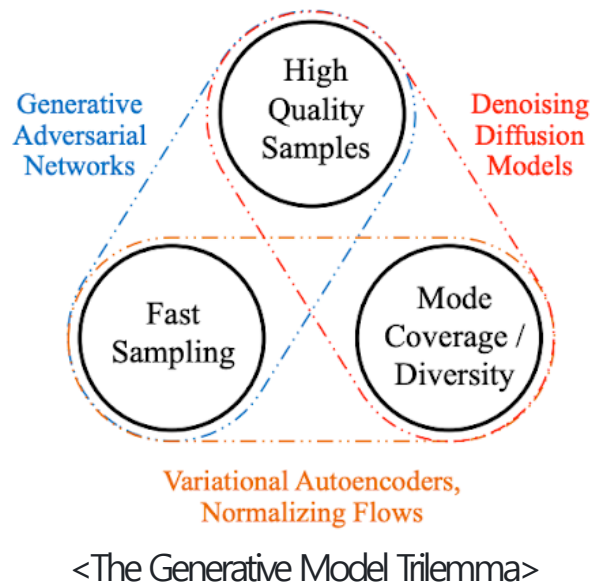 High
Quality
Samples
Generative
Adversarial
Networks
Denoising
Diffusion
Models
Fast
Sampling
Mode
Coverage /
Diversity
Variational Autoencoders,
Normalizing Flows
<The Generative Model Trilemma>